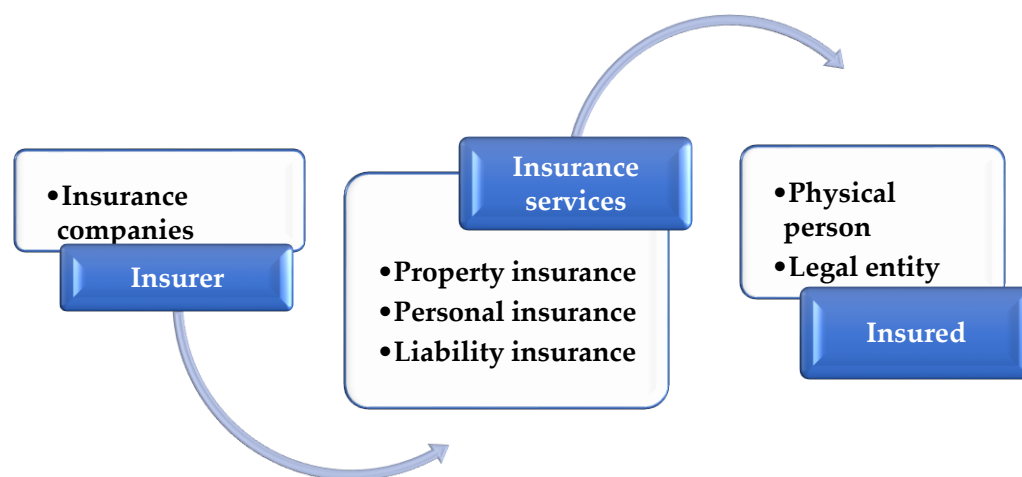 •Insurance
companies
Insurer
Insurance
services
•Property insurance
•Personal insurance
•Liability insurance
•Physical
person
•Legal entity
Insured